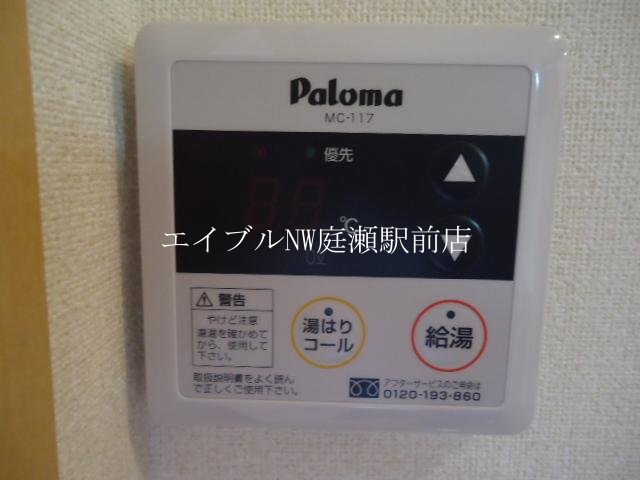 Paloma
MC-117
優先
88
℃
エイブルNW庭瀬駅前店
警告
やけど注意
湯温を確かめて
から、使用して
下さい。
取扱説明書をよく読ん
で正しくご使用下さい。
湯はり
コール
給湯
アフターサービスのご用命は
0120-193-860